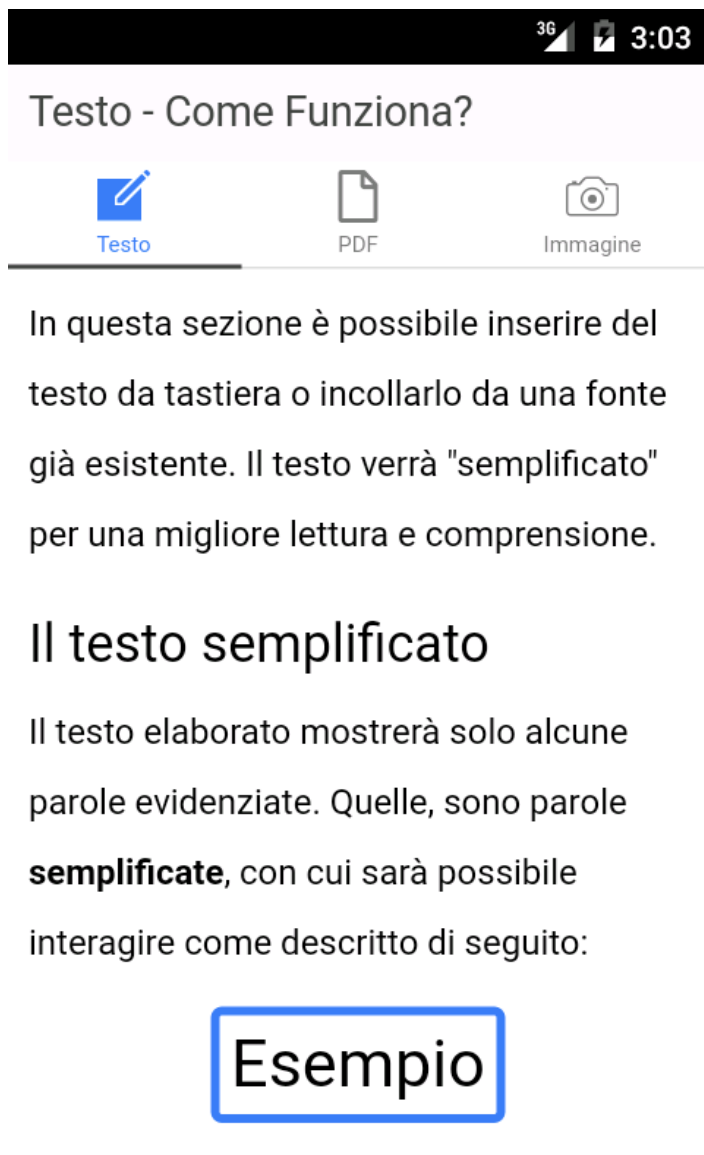 3G 3:03
Testo - Come Funziona?
Testo PDF Immagine
In questa sezione è possibile inserire del
testo da tastiera o incollarlo da una fonte
già esistente. Il testo verrà "semplificato"
per una migliore lettura e comprensione.
Il testo semplificato
Il testo elaborato mostrerà solo alcune
parole evidenziate. Quelle, sono parole
semplificate, con cui sarà possibile
interagire come descritto di seguito:
Esempio